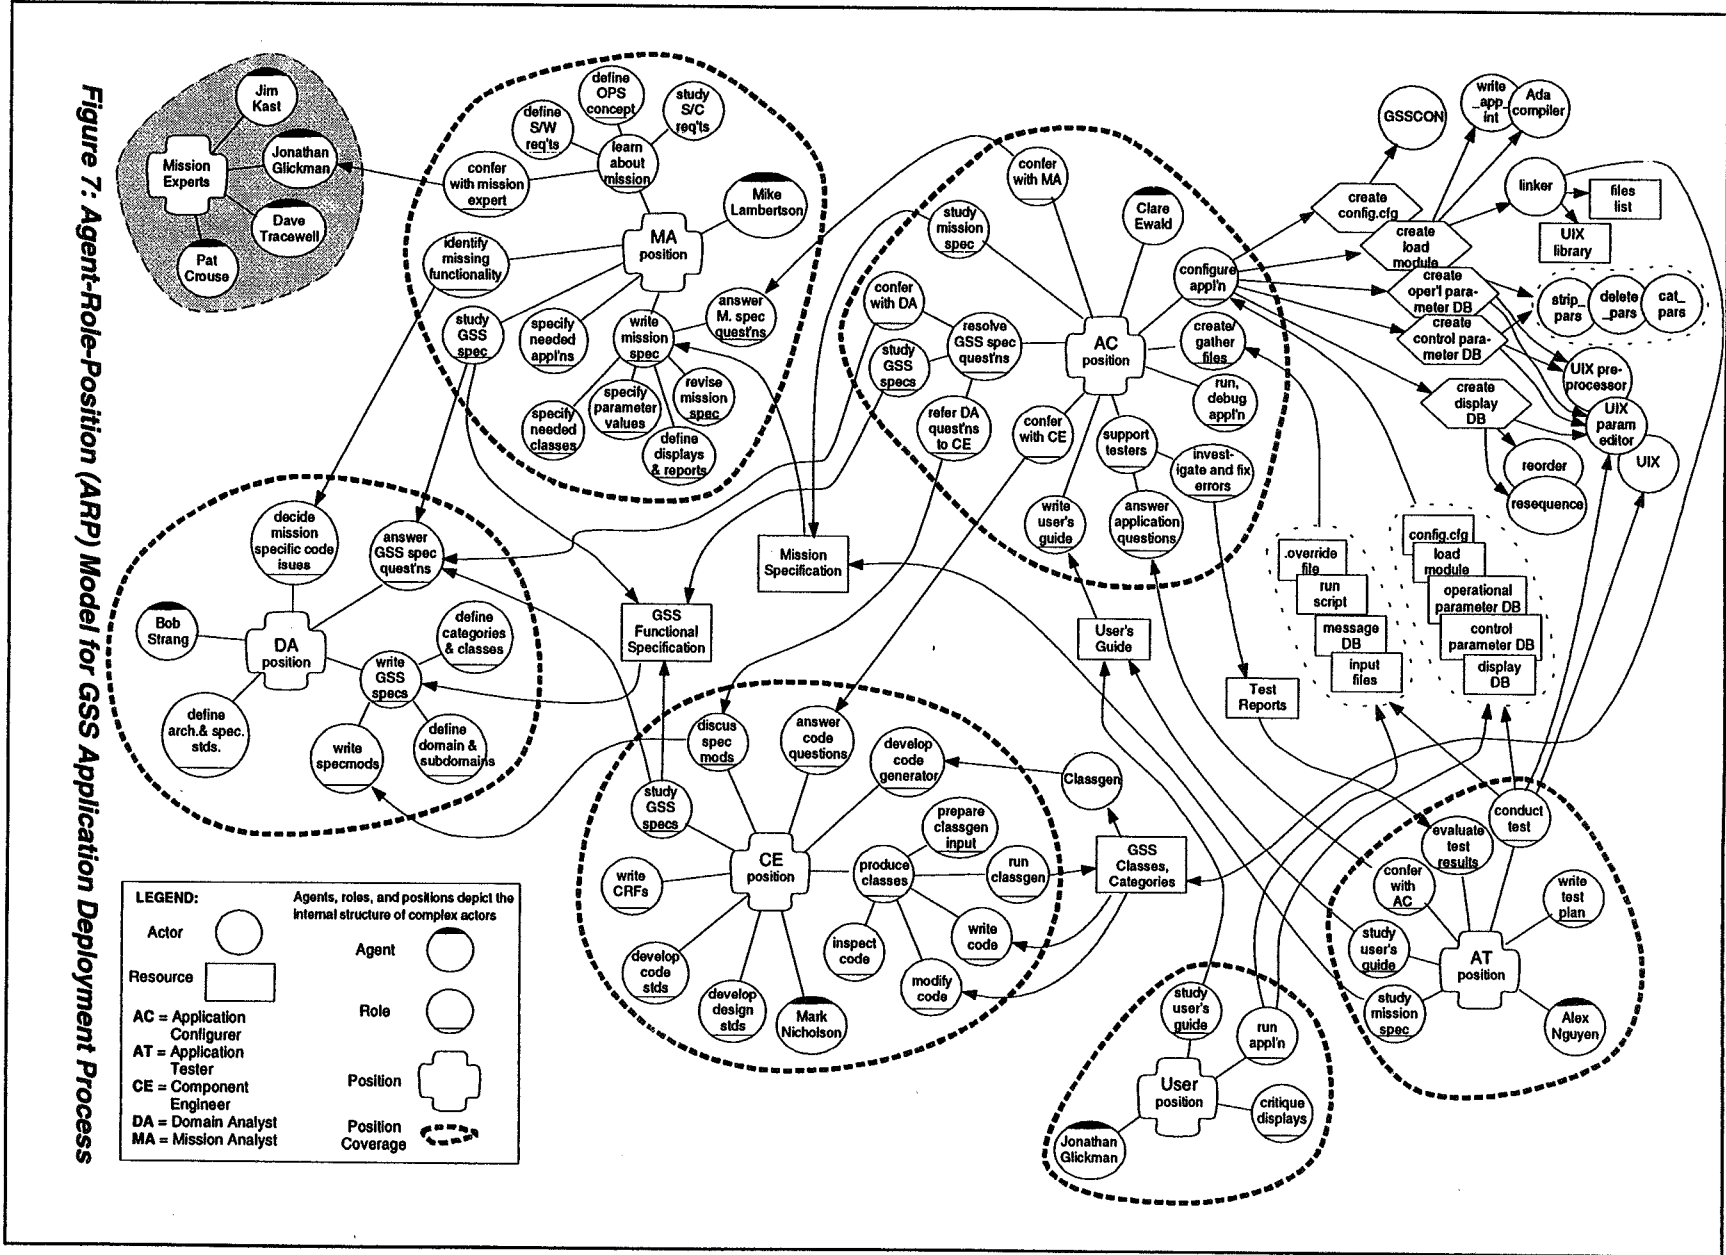 Figure 7: Agent-Role-Position (ARP) Model for GSS Application Deployment Process
Jim
Kast
Jonathan
Glickman
Mission
Experts
Dave
Tracewell
Pat
Crouse
define
OPS
concept
study
S/C
req'ts
define
S/W
req'ts
learn
about
mission
confer
with mission
expert
Mike
Lambertson
MA
position
identify
missing
functionality
study
GSS
spec
specify
needed
appl'ns
write
mission
spec
answer
M. spec
quest'ns
revise
mission
spec
specify
parameter
values
specify
needed
classes
define
displays
& reports
confer
with MA
study
mission
spec
Clare
Ewald
configure
appl'n
confer
with DA
resolve
GSS spec
quest'ns
study
GSS
specs
AC
position
create/
gather
files
run,
debug
appl'n
refer DA
quest'ns
to CE
confer
with CE
support
testers
invest-
igate and fix
errors
write
user's
guide
answer
application
questions
GSSCON
write
_app_
int
Ada
compiler
create
config.cfg
linker
files
list
UIX
library
create
load
module
create
oper'l para-
meter DB
create
control para-
meter DB
create
display
DB
strip_
pars
delete
_pars
cat_
pars
UIX pre-
processor
UIX
param
editor
UIX
reorder
resequence
.override
file
run
script
message
DB
input
files
config.cfg
load
module
operational
parameter DB
control
parameter DB
display
DB
decide
mission
specific code
isues
answer
GSS spec
quest'ns
Bob
Strang
DA
position
define
categories
& classes
write
GSS
specs
define
arch.& spec.
stds.
write
specmods
define
domain &
subdomains
Mission
Specification
GSS
Functional
Specification
User's
Guide
Test
Reports
discus
spec
mods
answer
code
questions
develop
code
generator
Classgen
study
GSS
specs
prepare
classgen
input
CE
position
produce
classes
run
classgen
GSS
Classes,
Categories
write
CRFs
develop
code
stds
develop
design
stds
Mark
Nicholson
inspect
code
modify
code
write
code
conduct
test
evaluate
test
results
confer
with
AC
write
test
plan
study
user's
guide
AT
position
study
mission
spec
Alex
Nguyen
study
user's
guide
run
appl'n
User
position
critique
displays
Jonathan
Glickman
LEGEND:
Agents, roles, and positions depict the
internal structure of complex actors
Actor
Agent
Resource
Role
AC = Application
Configurer
AT = Application
Tester
CE = Component
Engineer
DA = Domain Analyst
MA = Mission Analyst
Position
Position
Coverage